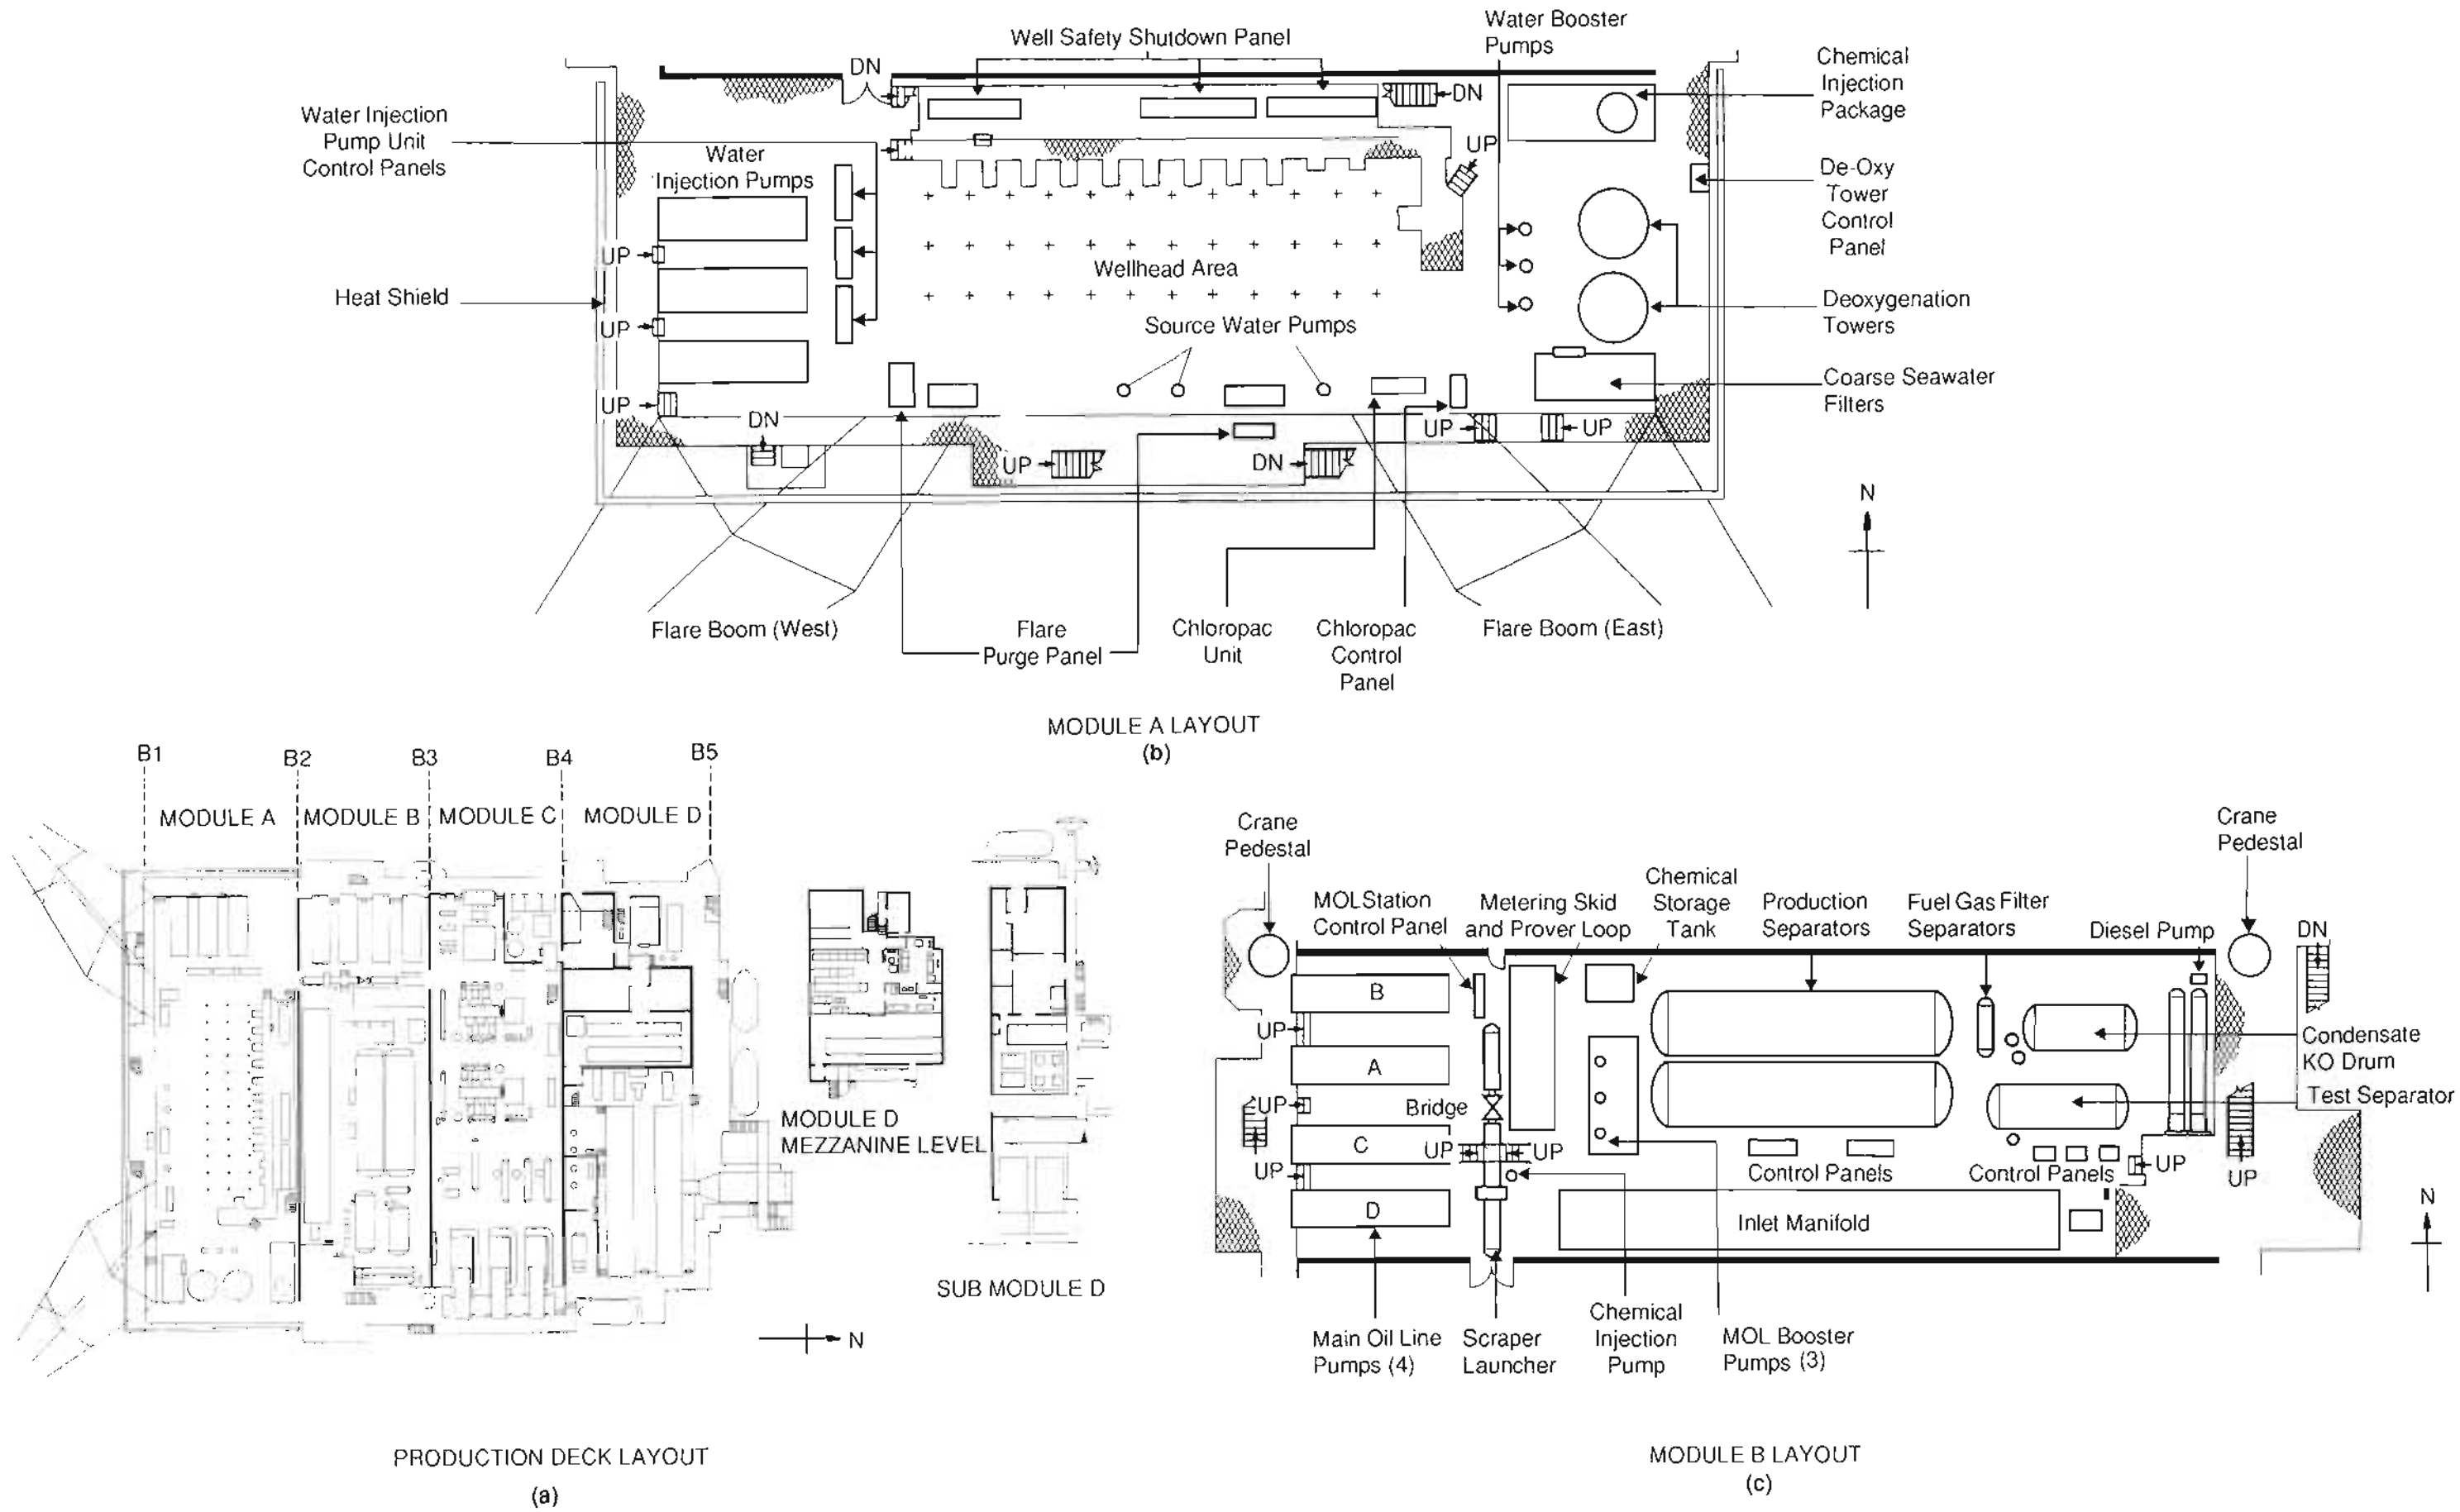 Well Safety Shutdown Panel
Water Booster
Pumps
DN
DN
Chemical
Injection
Package
Water Injection
Pump Unit
Control Panels
Water
Injection Pumps
UP
De-Oxy
Tower
Control
Panel
UP
Wellhead Area
Heat Shield
UP
Source Water Pumps
Deoxygenation
Towers
UP
DN
Coarse Seawater
Filters
UP
UP
UP
DN
N
Flare Boom (West)
Flare
Purge Panel
Chloropac
Unit
Chloropac
Control
Panel
Flare Boom (East)
MODULE A LAYOUT
(b)
B1
B2
B3
B4
B5
MODULE A
MODULE B
MODULE C
MODULE D
MODULE D
MEZZANINE LEVEL
SUB MODULE D
N
PRODUCTION DECK LAYOUT
(a)
Crane
Pedestal
Crane
Pedestal
MOL Station
Control Panel
Metering Skid
and Prover Loop
Chemical
Storage
Tank
Production
Separators
Fuel Gas Filter
Separators
Diesel Pump
DN
B
UP
A
Condensate
KO Drum
UP
Bridge
Test Separator
C
UP
UP
UP
Control Panels
Control Panels
UP
UP
D
Inlet Manifold
N
Main Oil Line
Pumps (4)
Scraper
Launcher
Chemical
Injection
Pump
MOL Booster
Pumps (3)
MODULE B LAYOUT
(c)